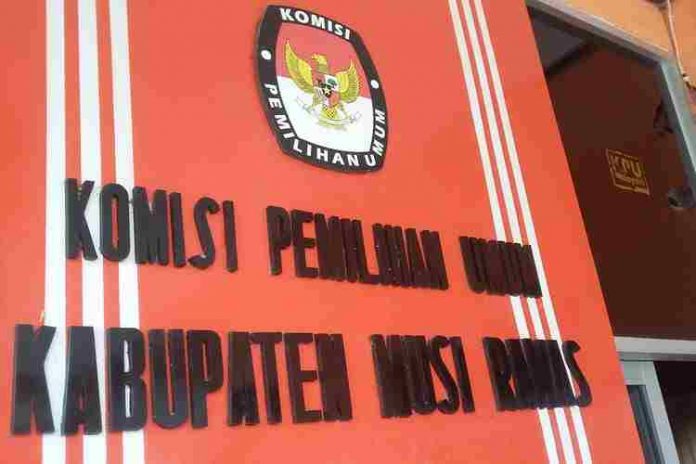 KOMISI
PEMILIHAN UMUM
KOMISI PEMILIHAN UMUM
KABUPATEN MUSI RAWAS
KPU